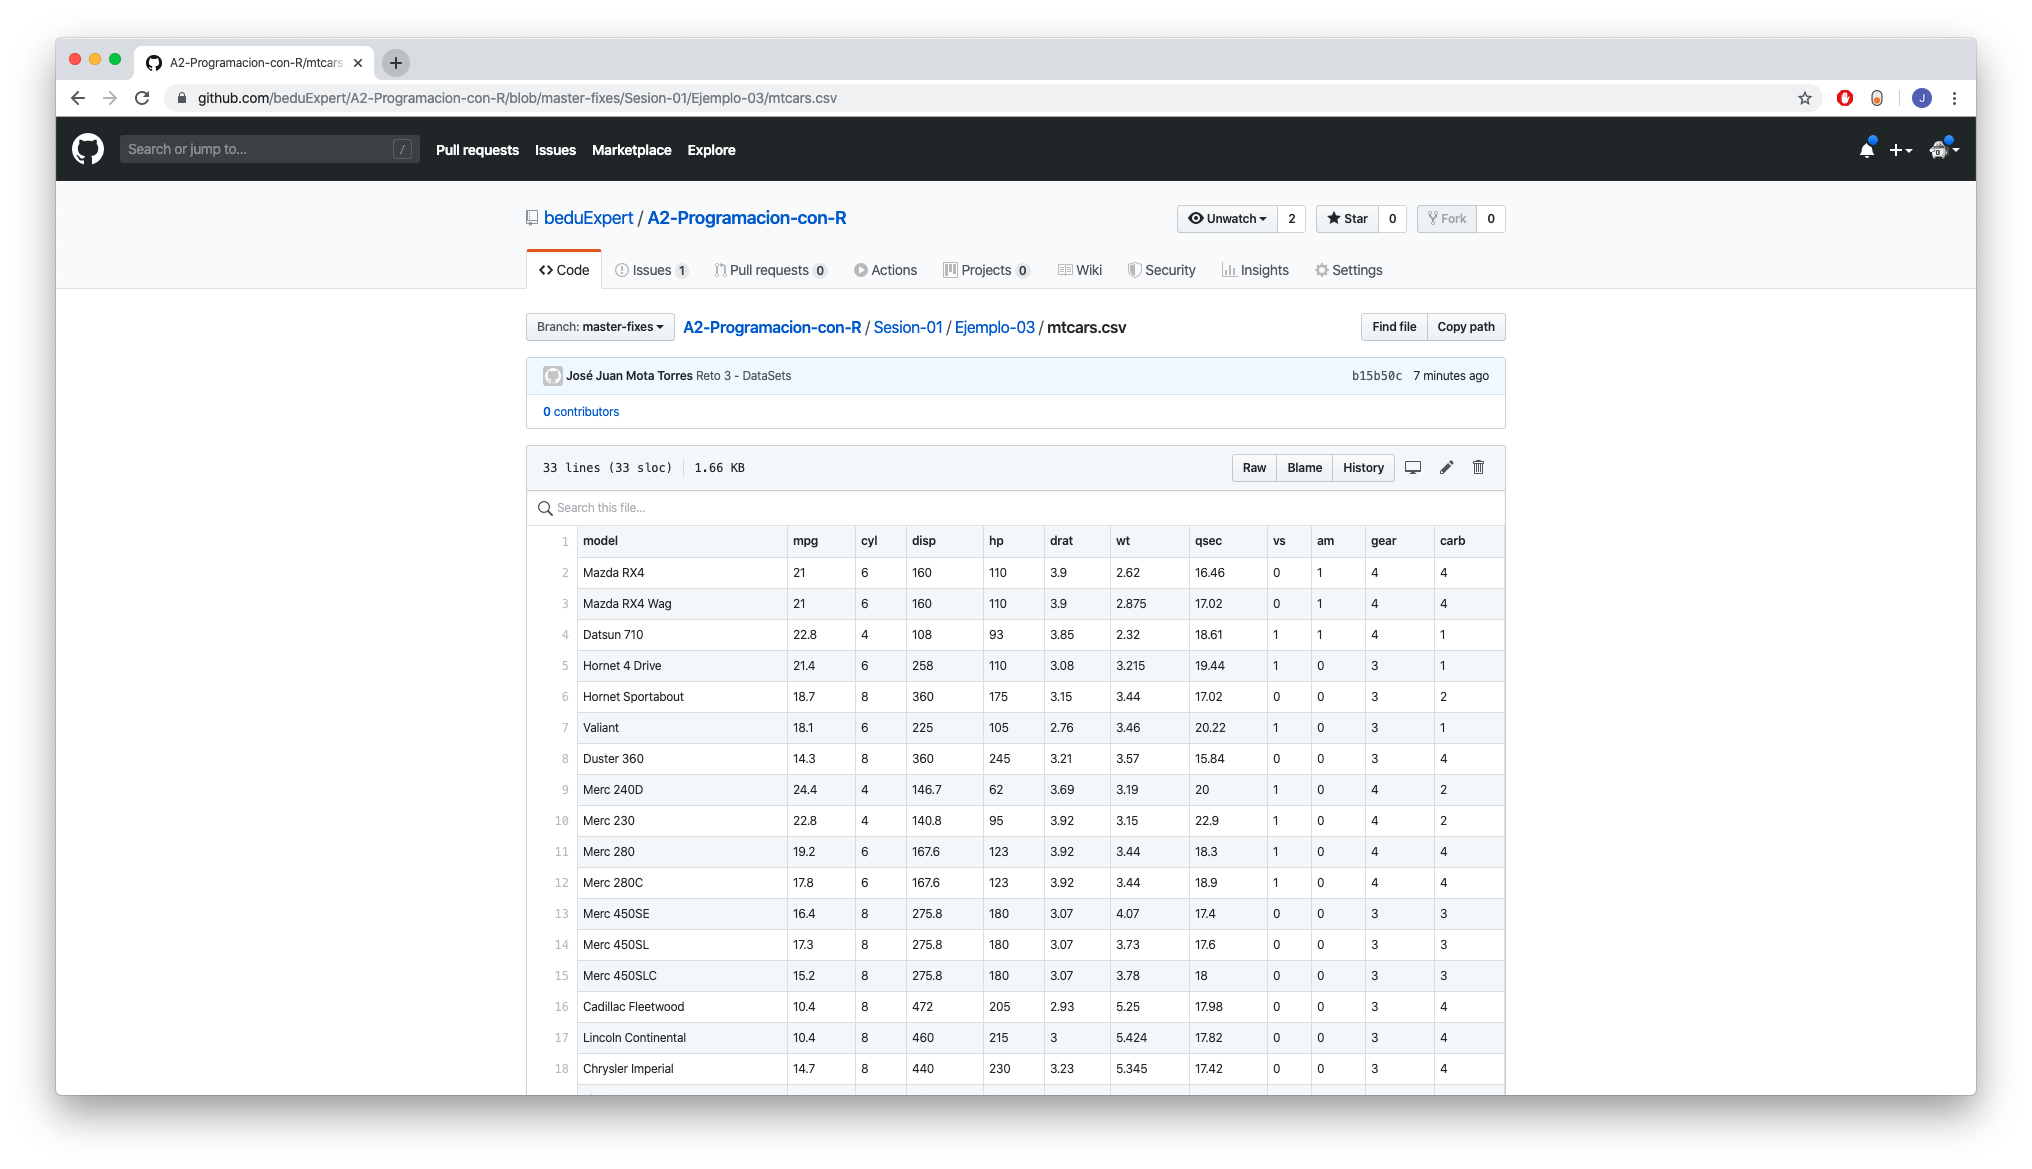 A2-Programacion-con-R/mtcars
github.com/beduExpert/A2-Programacion-con-R/blob/master-fixes/Sesion-01/Ejemplo-03/mtcars.csv
J
Search or jump to... /
Pull requests Issues Marketplace Explore
beduExpert / A2-Programacion-con-R
Unwatch 2 Star 0 Fork 0
Code Issues 1 Pull requests 0 Actions Projects 0 Wiki Security Insights Settings
Branch: master-fixes A2-Programacion-con-R / Sesion-01 / Ejemplo-03 / mtcars.csv Find file Copy path
José Juan Mota Torres Reto 3 - DataSets b15b50c 7 minutes ago
0 contributors
33 lines (33 sloc) 1.66 KB Raw Blame History
Search this file...
1 model mpg cyl disp hp drat wt qsec vs am gear carb
2 Mazda RX4 21 6 160 110 3.9 2.62 16.46 0 1 4 4
3 Mazda RX4 Wag 21 6 160 110 3.9 2.875 17.02 0 1 4 4
4 Datsun 710 22.8 4 108 93 3.85 2.32 18.61 1 1 4 1
5 Hornet 4 Drive 21.4 6 258 110 3.08 3.215 19.44 1 0 3 1
6 Hornet Sportabout 18.7 8 360 175 3.15 3.44 17.02 0 0 3 2
7 Valiant 18.1 6 225 105 2.76 3.46 20.22 1 0 3 1
8 Duster 360 14.3 8 360 245 3.21 3.57 15.84 0 0 3 4
9 Merc 240D 24.4 4 146.7 62 3.69 3.19 20 1 0 4 2
10 Merc 230 22.8 4 140.8 95 3.92 3.15 22.9 1 0 4 2
11 Merc 280 19.2 6 167.6 123 3.92 3.44 18.3 1 0 4 4
12 Merc 280C 17.8 6 167.6 123 3.92 3.44 18.9 1 0 4 4
13 Merc 450SE 16.4 8 275.8 180 3.07 4.07 17.4 0 0 3 3
14 Merc 450SL 17.3 8 275.8 180 3.07 3.73 17.6 0 0 3 3
15 Merc 450SLC 15.2 8 275.8 180 3.07 3.78 18 0 0 3 3
16 Cadillac Fleetwood 10.4 8 472 205 2.93 5.25 17.98 0 0 3 4
17 Lincoln Continental 10.4 8 460 215 3 5.424 17.82 0 0 3 4
18 Chrysler Imperial 14.7 8 440 230 3.23 5.345 17.42 0 0 3 4